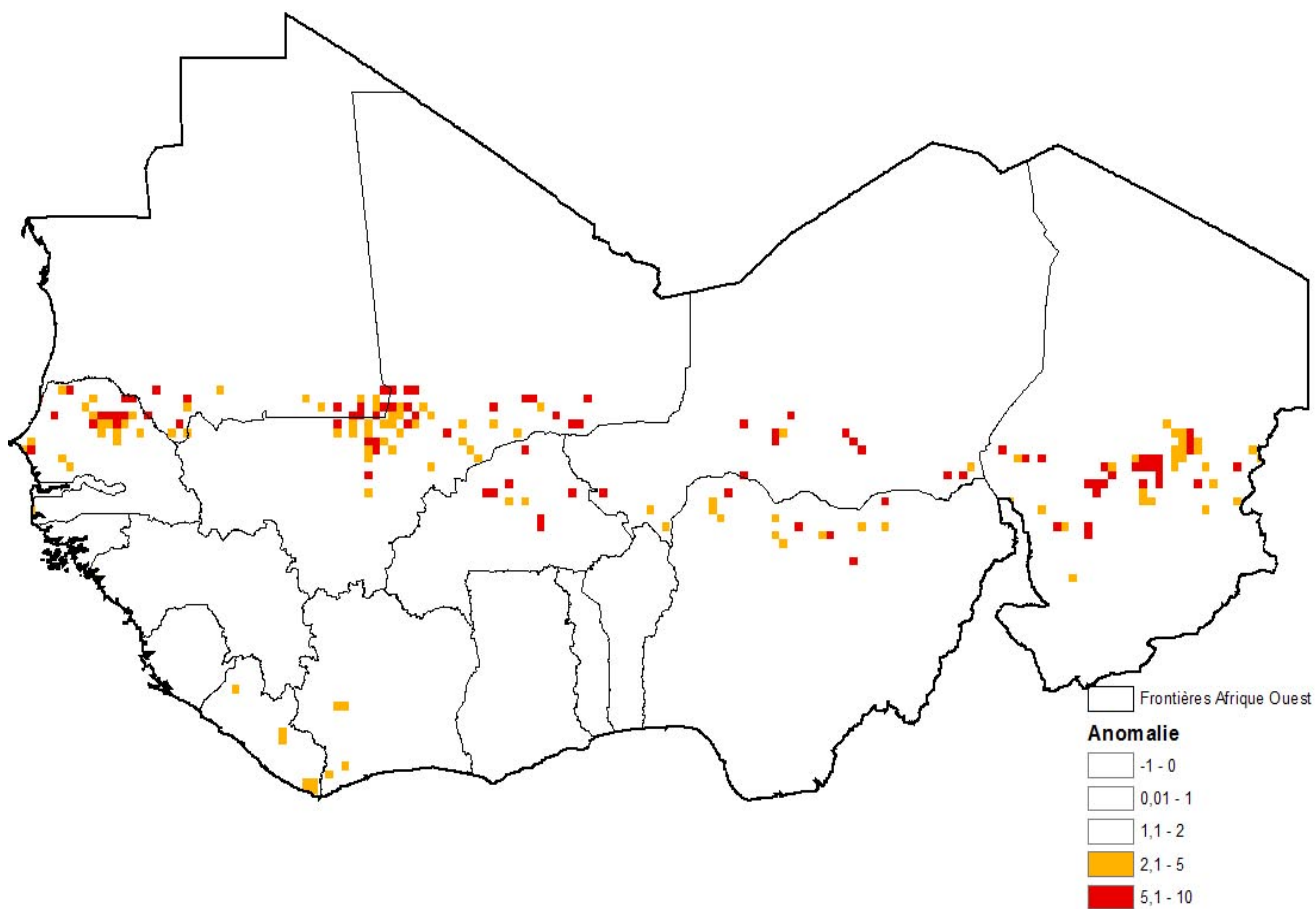 Frontières Afrique Ouest
Anomalie
-1 - 0
0,01 - 1
1,1 - 2
2,1 - 5
5,1 - 10